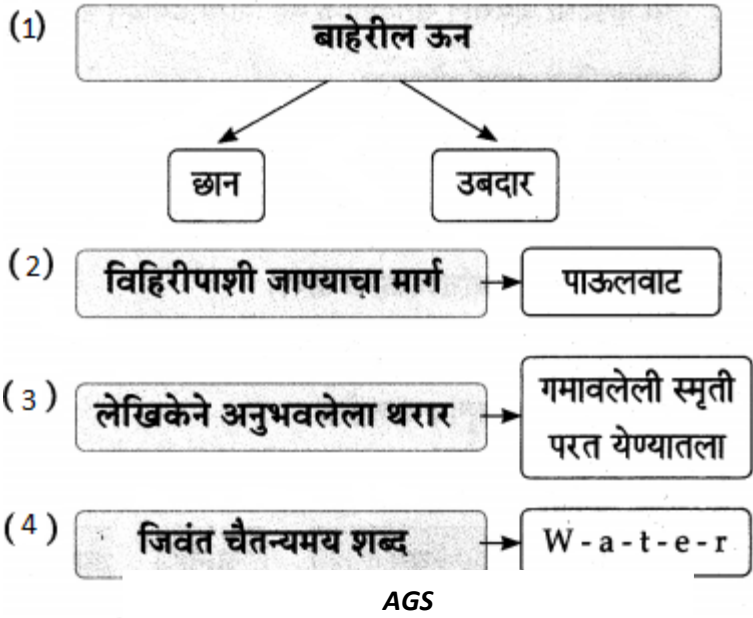 (1) बाहेरील ऊन
छान उबदार
(2) विहिरीपाशी जाण्याचा मार्ग पाऊलवाट
(3) लेखिकेने अनुभवलेला थरार गमावलेली स्मृती
परत येण्यातला
(4) जिवंत चैतन्यमय शब्द W-a-t-e-r
AGS